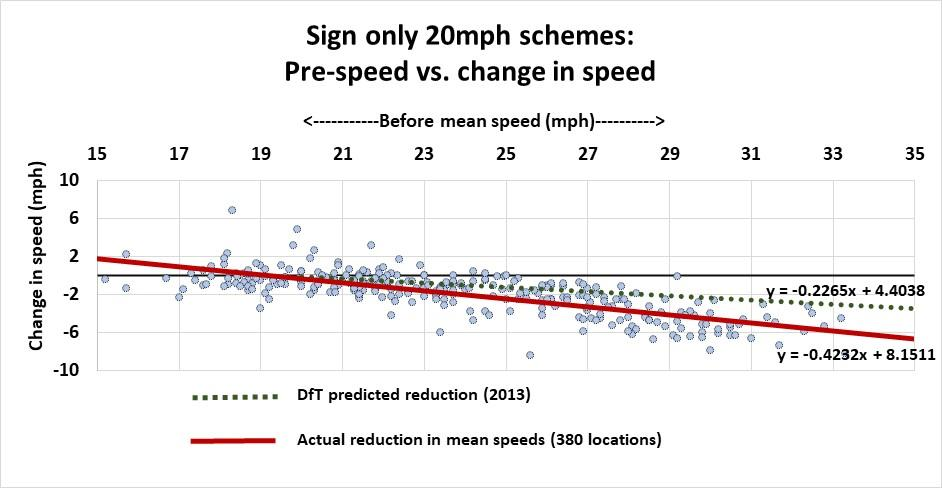 Sign only 20mph schemes:
Pre-speed vs. change in speed
<-----------Before mean speed (mph)---------->
15 17 19 21 23 25 27 29 31 33 35
Change in speed (mph)
10
6
2
-2
-6
-10
y = -0.2265x + 4.4038
y = -0.4232x + 8.1511
DfT predicted reduction (2013)
Actual reduction in mean speeds (380 locations)